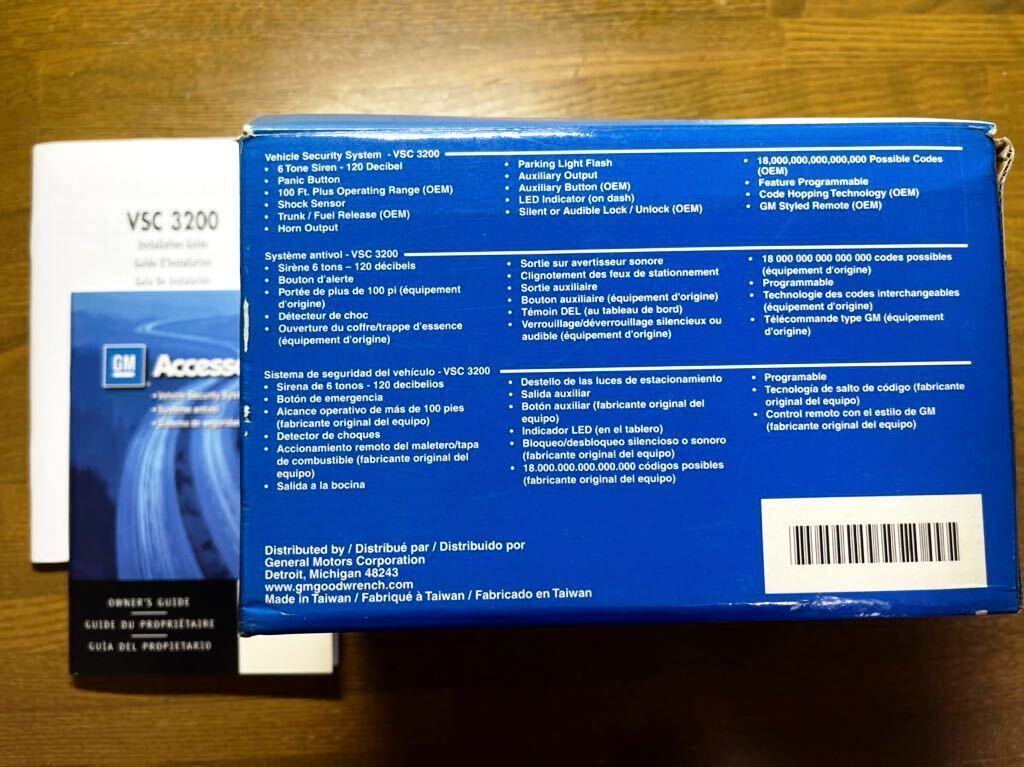 VSC 3200
Installation Guide
Guide D'Installation
Guía de Instalación
GM
Accesso
Vehicle Security Syste
Système antivol -
Sistema de seguridad
OWNER'S GUIDE
GUIDE DU PROPRIÉTAIRE
GUÍA DEL PROPIETARIO
Vehicle Security System - VSC 3200
• 6 Tone Siren - 120 Decibel
• Panic Button
• 100 Ft. Plus Operating Range (OEM)
• Shock Sensor
• Trunk / Fuel Release (OEM)
• Horn Output
• Parking Light Flash
• Auxiliary Output
• Auxiliary Button (OEM)
• LED Indicator (on dash)
• Silent or Audible Lock / Unlock (OEM)
• 18,000,000,000,000,000 Possible Codes
(OEM)
• Feature Programmable
• Code Hopping Technology (OEM)
• GM Styled Remote (OEM)
Système antivol - VSC 3200
• Sirène 6 tons – 120 décibels
• Bouton d'alerte
• Portée de plus de 100 pi (équipement
d'origine)
• Détecteur de choc
• Ouverture du coffre/trappe d'essence
(équipement d'origine)
• Sortie sur avertisseur sonore
• Clignotement des feux de stationnement
• Sortie auxiliaire
• Bouton auxiliaire (équipement d'origine)
• Témoin DEL (au tableau de bord)
• Verrouillage/déverrouillage silencieux ou
audible (équipement d'origine)
• 18 000 000 000 000 000 codes possibles
(équipement d'origine)
• Programmable
• Technologie des codes interchangeables
(équipement d'origine)
• Télécommande type GM (équipement
d'origine)
Sistema de seguridad del vehículo - VSC 3200
• Sirena de 6 tonos - 120 decibelios
• Botón de emergencia
• Alcance operativo de más de 100 pies
(fabricante original del equipo)
• Detector de choques
• Accionamiento remoto del maletero/tapa
de combustible (fabricante original del
equipo)
• Salida a la bocina
• Destello de las luces de estacionamiento
• Salida auxiliar
• Botón auxiliar (fabricante original del
equipo)
• Indicador LED (en el tablero)
• Bloqueo/desbloqueo silencioso o sonoro
(fabricante original del equipo)
• 18.000.000.000.000.000 códigos posibles
(fabricante original del equipo)
• Programable
• Tecnología de salto de código (fabricante
original del equipo)
• Control remoto con el estilo de GM
(fabricante original del equipo)
Distributed by / Distribué par / Distribuido por
General Motors Corporation
Detroit, Michigan 48243
www.gmgoodwrench.com
Made in Taiwan / Fabriqué à Taiwan / Fabricado en Taiwan